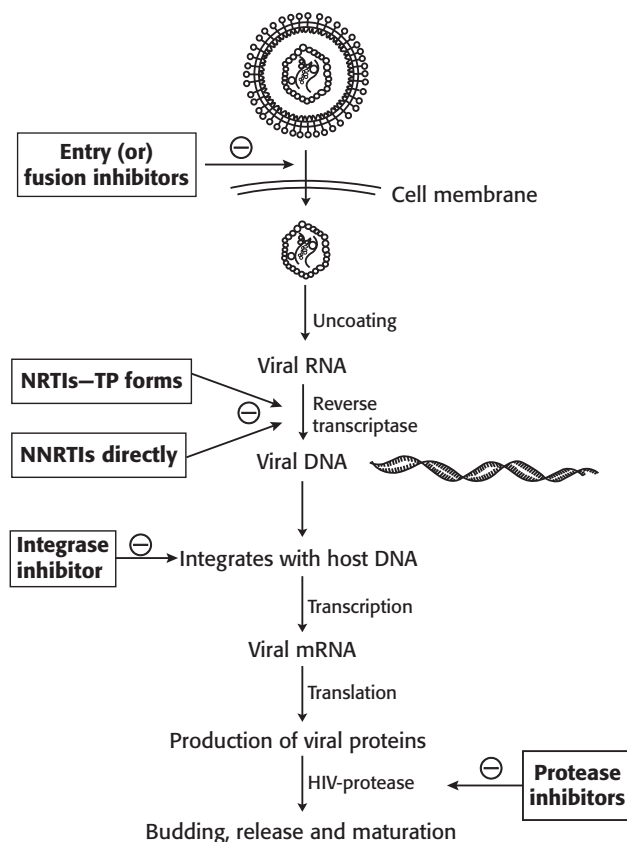 Entry (or)
fusion inhibitors
Cell membrane
Uncoating
Viral RNA
NRTIs—TP forms
Reverse
transcriptase
NNRTIs directly
Viral DNA
Integrase
inhibitor
Integrates with host DNA
Transcription
Viral mRNA
Translation
Production of viral proteins
HIV-protease
Protease
inhibitors
Budding, release and maturation